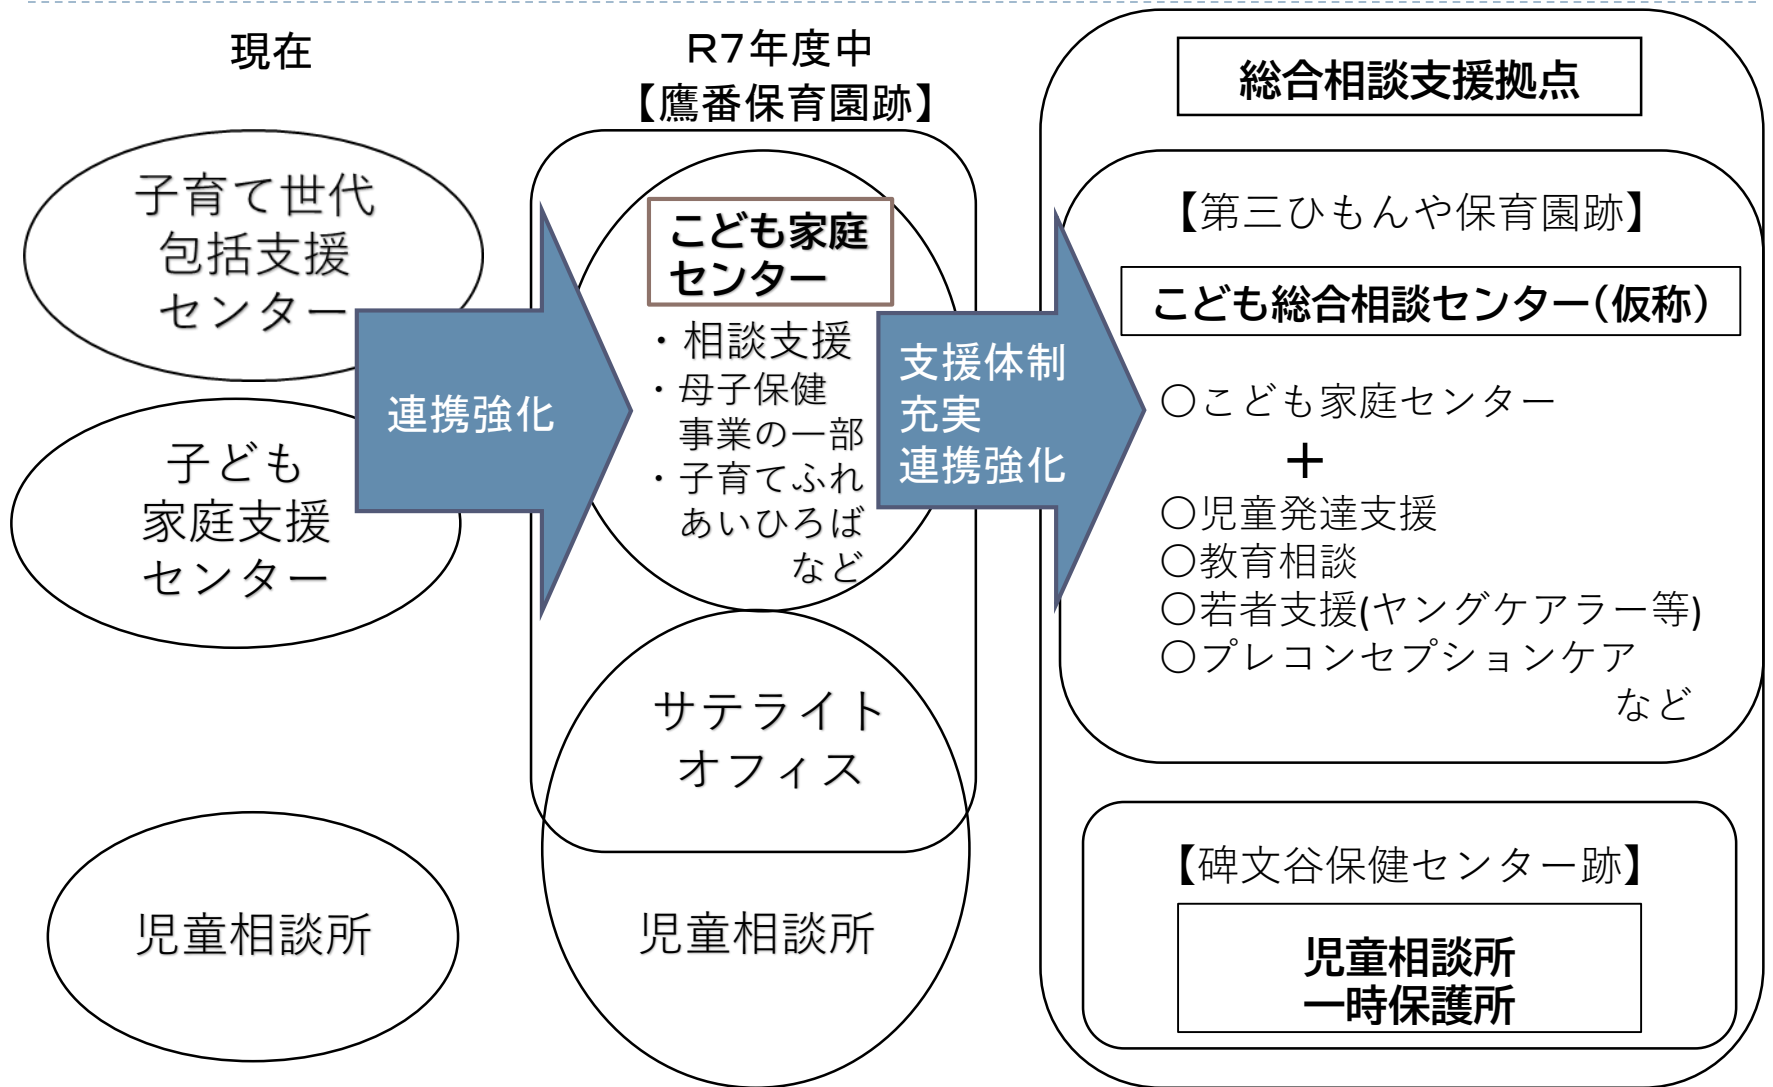 現在
子育て世代
包括支援
センター
子ども
家庭支援
センター
児童相談所
連携強化
R7年度中
【鷹番保育園跡】
こども家庭
センター
・相談支援
・母子保健
事業の一部
・子育てふれ
あいひろば
など
サテライト
オフィス
児童相談所
支援体制
充実
連携強化
総合相談支援拠点
【第三ひもんや保育園跡】
こども総合相談センター(仮称)
〇こども家庭センター
+
〇児童発達支援
〇教育相談
〇若者支援(ヤングケアラー等)
〇プレコンセプションケア
など
【碑文谷保健センター跡】
児童相談所
一時保護所